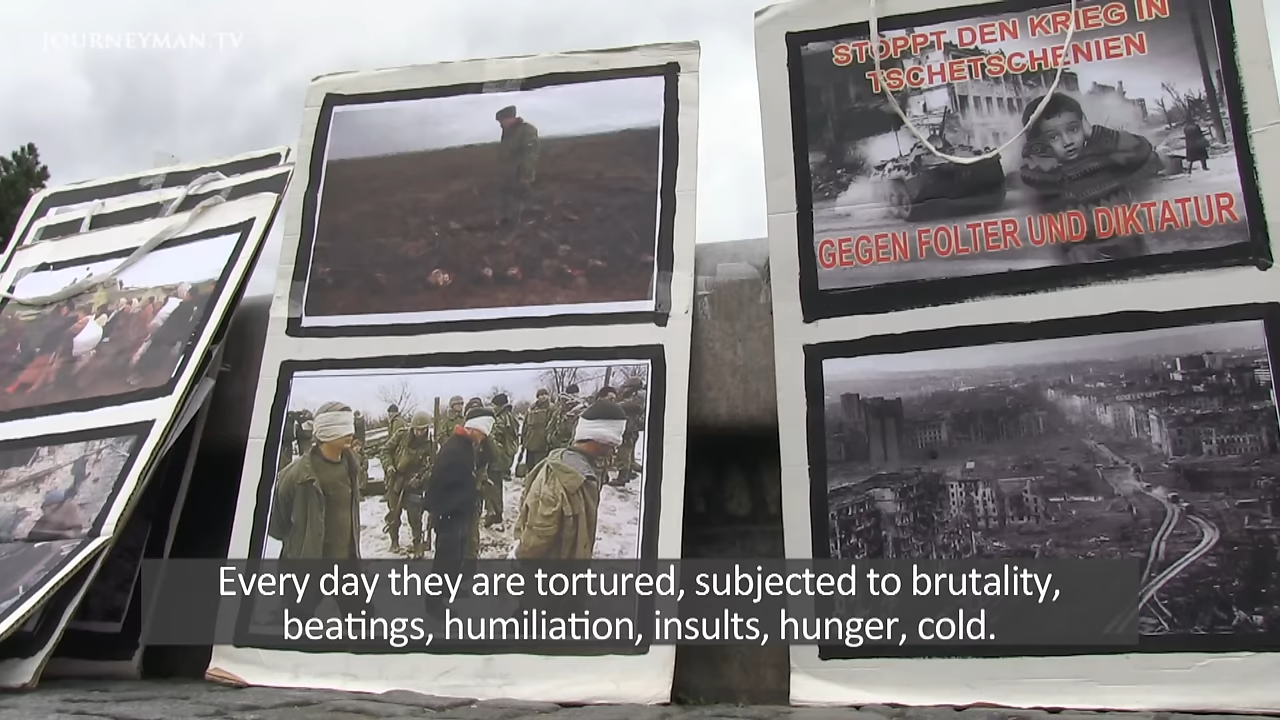 JOURNEYMAN.TV
STOPPT DEN KRIEG IN
TSCHETSCHENIEN
GEGEN FOLTER UND DIKTATUR
Every day they are tortured, subjected to brutality,
beatings, humiliation, insults, hunger, cold.